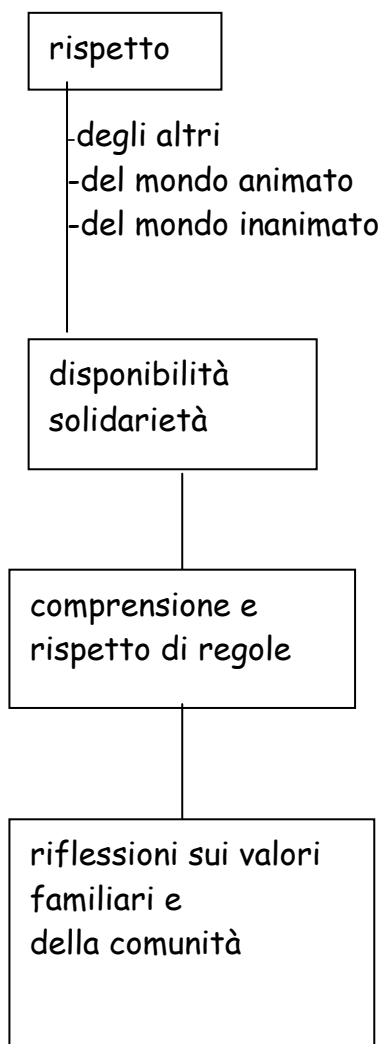 rispetto
-degli altri
-del mondo animato
-del mondo inanimato
disponibilità
solidarietà
comprensione e
rispetto di regole
riflessioni sui valori
familiari e
della comunità